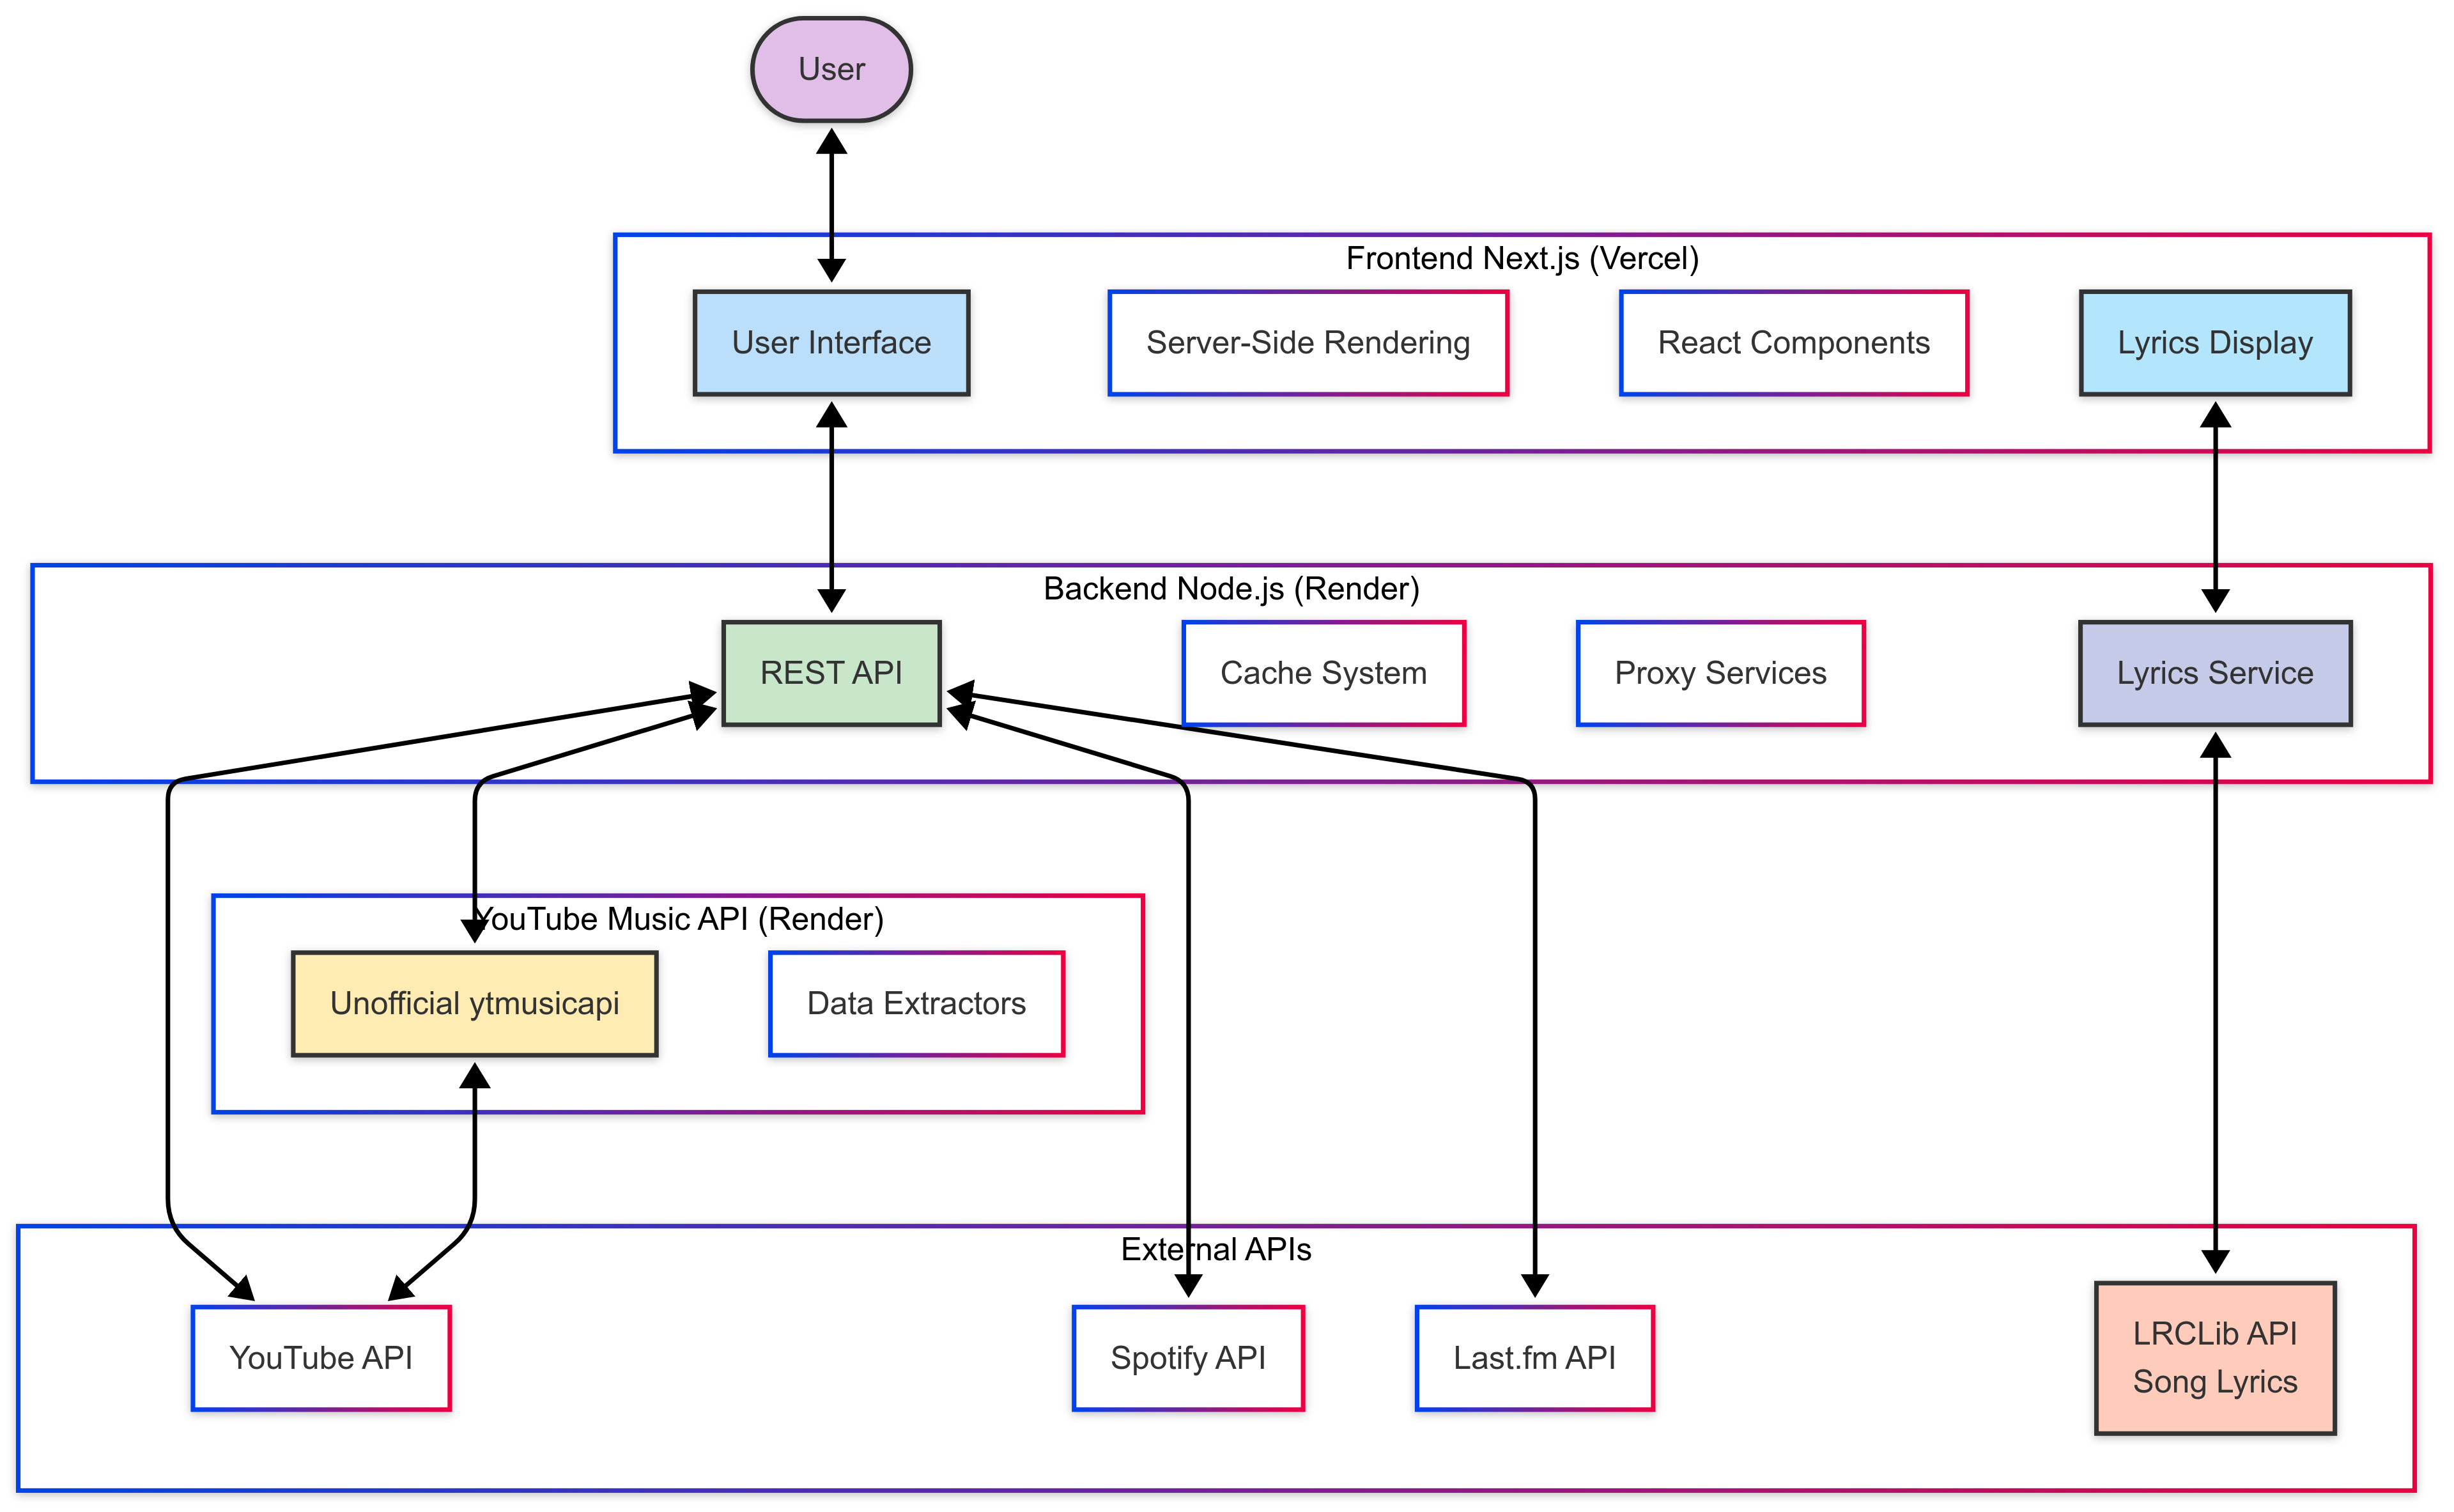 User
Frontend Next.js (Vercel)
User Interface
Server-Side Rendering
React Components
Lyrics Display
Backend Node.js (Render)
REST API
Cache System
Proxy Services
Lyrics Service
YouTube Music API (Render)
Unofficial ytmusicapi
Data Extractors
External APIs
YouTube API
Spotify API
Last.fm API
LRCLib API
Song Lyrics